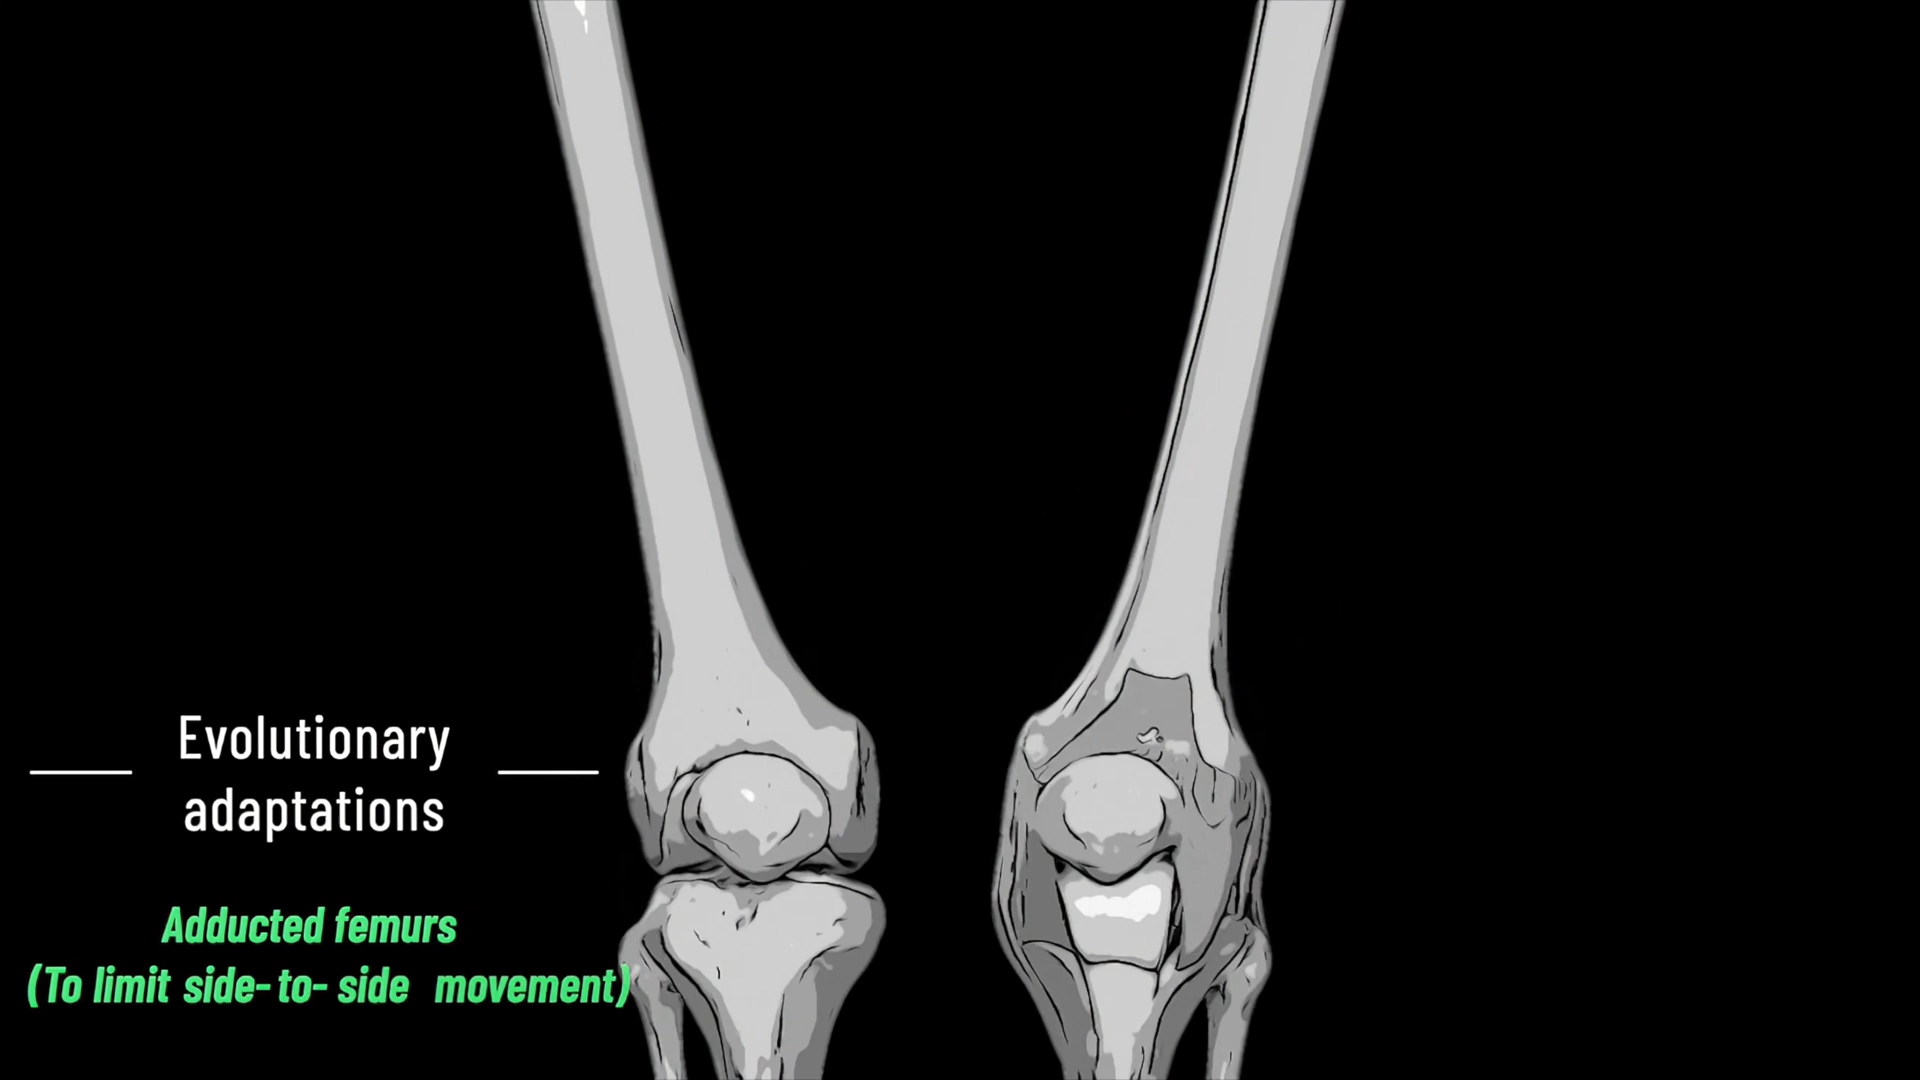 Evolutionary
adaptations
Adducted femurs
(To limit side-to- side movement)